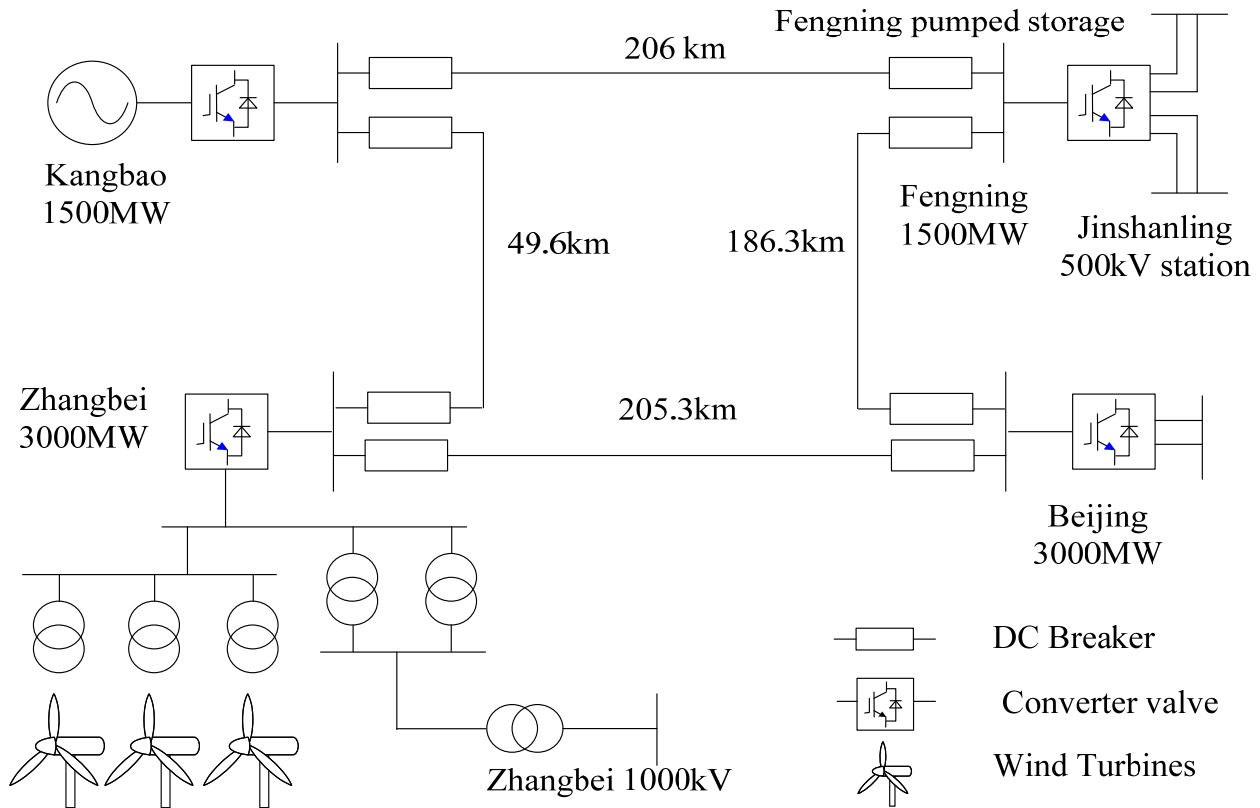 Fengning pumped storage
206 km
Kangbao
1500MW
Fengning
1500MW
Jinshanling
500kV station
49.6km
186.3km
Zhangbei
3000MW
205.3km
Beijing
3000MW
DC Breaker
Converter valve
Wind Turbines
Zhangbei 1000kV